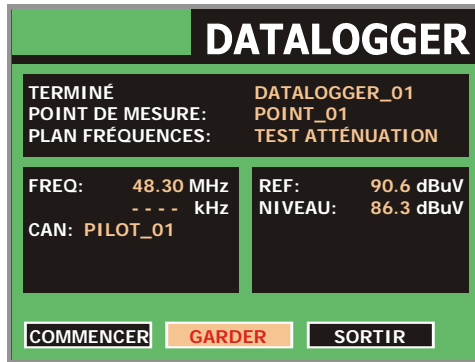 DATALOGGER
TERMINÉ DATALOGGER_01
POINT DE MESURE: POINT_01
PLAN FRÉQUENCES: TEST ATTÉNUATION
FREQ: 48.30 MHz
- - - - kHz
CAN: PILOT_01
REF: 90.6 dBuV
NIVEAU: 86.3 dBuV
COMMENCER GARDER SORTIR